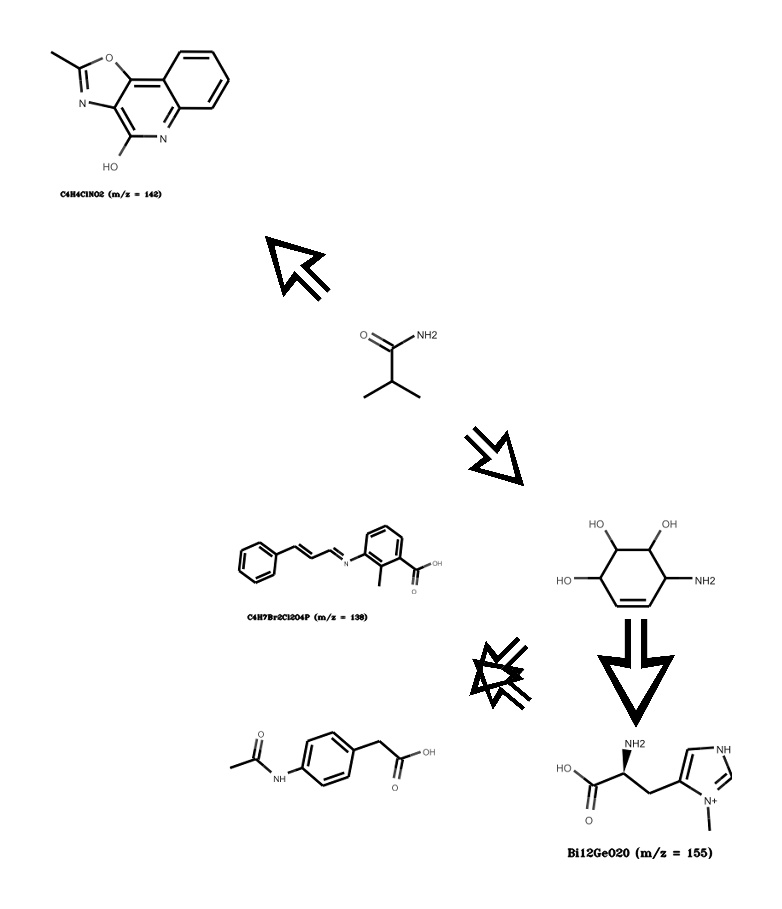 O
N
N
HO
C4H4ClNO2 (m/z = 142)
O
NH2
HO
OH
HO
NH2
N
OH
O
C4H7Br2Cl2O4P (m/z = 138)
O
NH
OH
O
NH2
HO
O
NH
N+
Bi12GeO20 (m/z = 155)